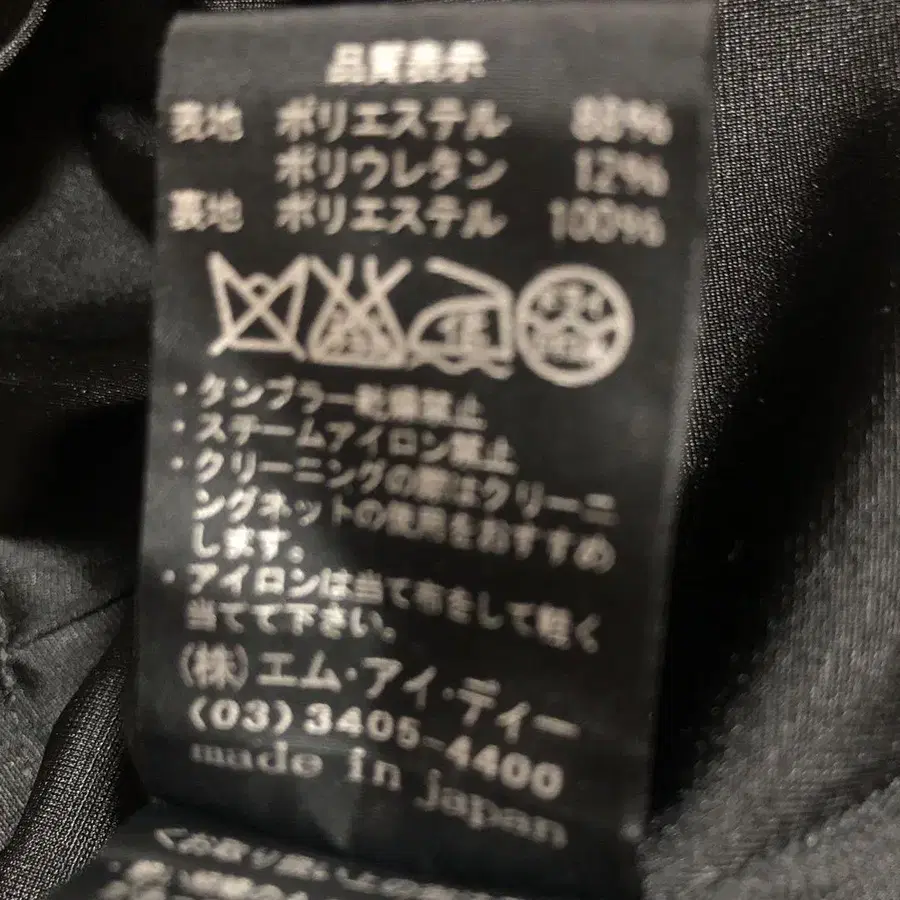 品質表示
表地 ポリエステル 88%
ポリウレタン 12%
裏地 ポリエステル 100%
・タンブラー乾燥禁止
・スチームアイロン禁止
・クリーニングの際はクリーニ
ングネットの使用をおすすめ
します。
・アイロンは当て布をして軽く
当てて下さい。
(株)エム・アイ・ディー
(03)3405-4400
made in japan